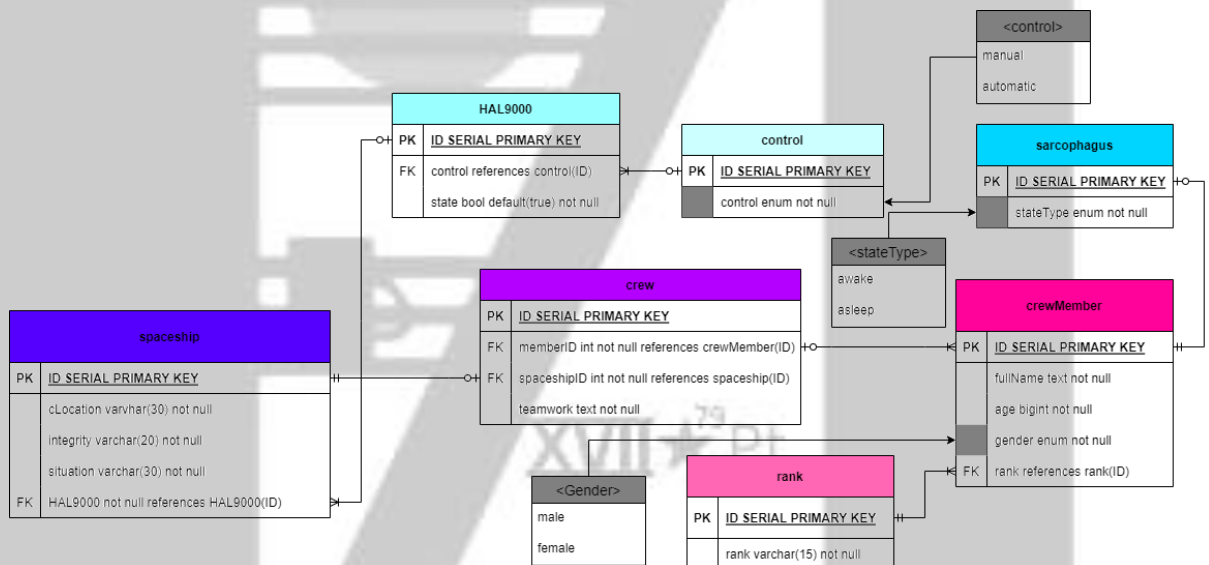 <control>
manual
automatic
HAL9000
PK ID SERIAL PRIMARY KEY
FK control references control(ID)
state bool default(true) not null
control
PK ID SERIAL PRIMARY KEY
control enum not null
sarcophagus
PK ID SERIAL PRIMARY KEY
stateType enum not null
<stateType>
awake
asleep
crew
PK ID SERIAL PRIMARY KEY
FK memberID int not null references crewMember(ID)
FK spaceshipID int not null references spaceship(ID)
teamwork text not null
crewMember
PK ID SERIAL PRIMARY KEY
fullName text not null
age bigint not null
gender enum not null
FK rank references rank(ID)
spaceship
PK ID SERIAL PRIMARY KEY
cLocation varvhar(30) not null
integrity varchar(20) not null
situation varchar(30) not null
FK HAL9000 not null references HAL9000(ID)
XVII 79 Pt
<Gender>
male
female
rank
PK ID SERIAL PRIMARY KEY
rank varchar(15) not null